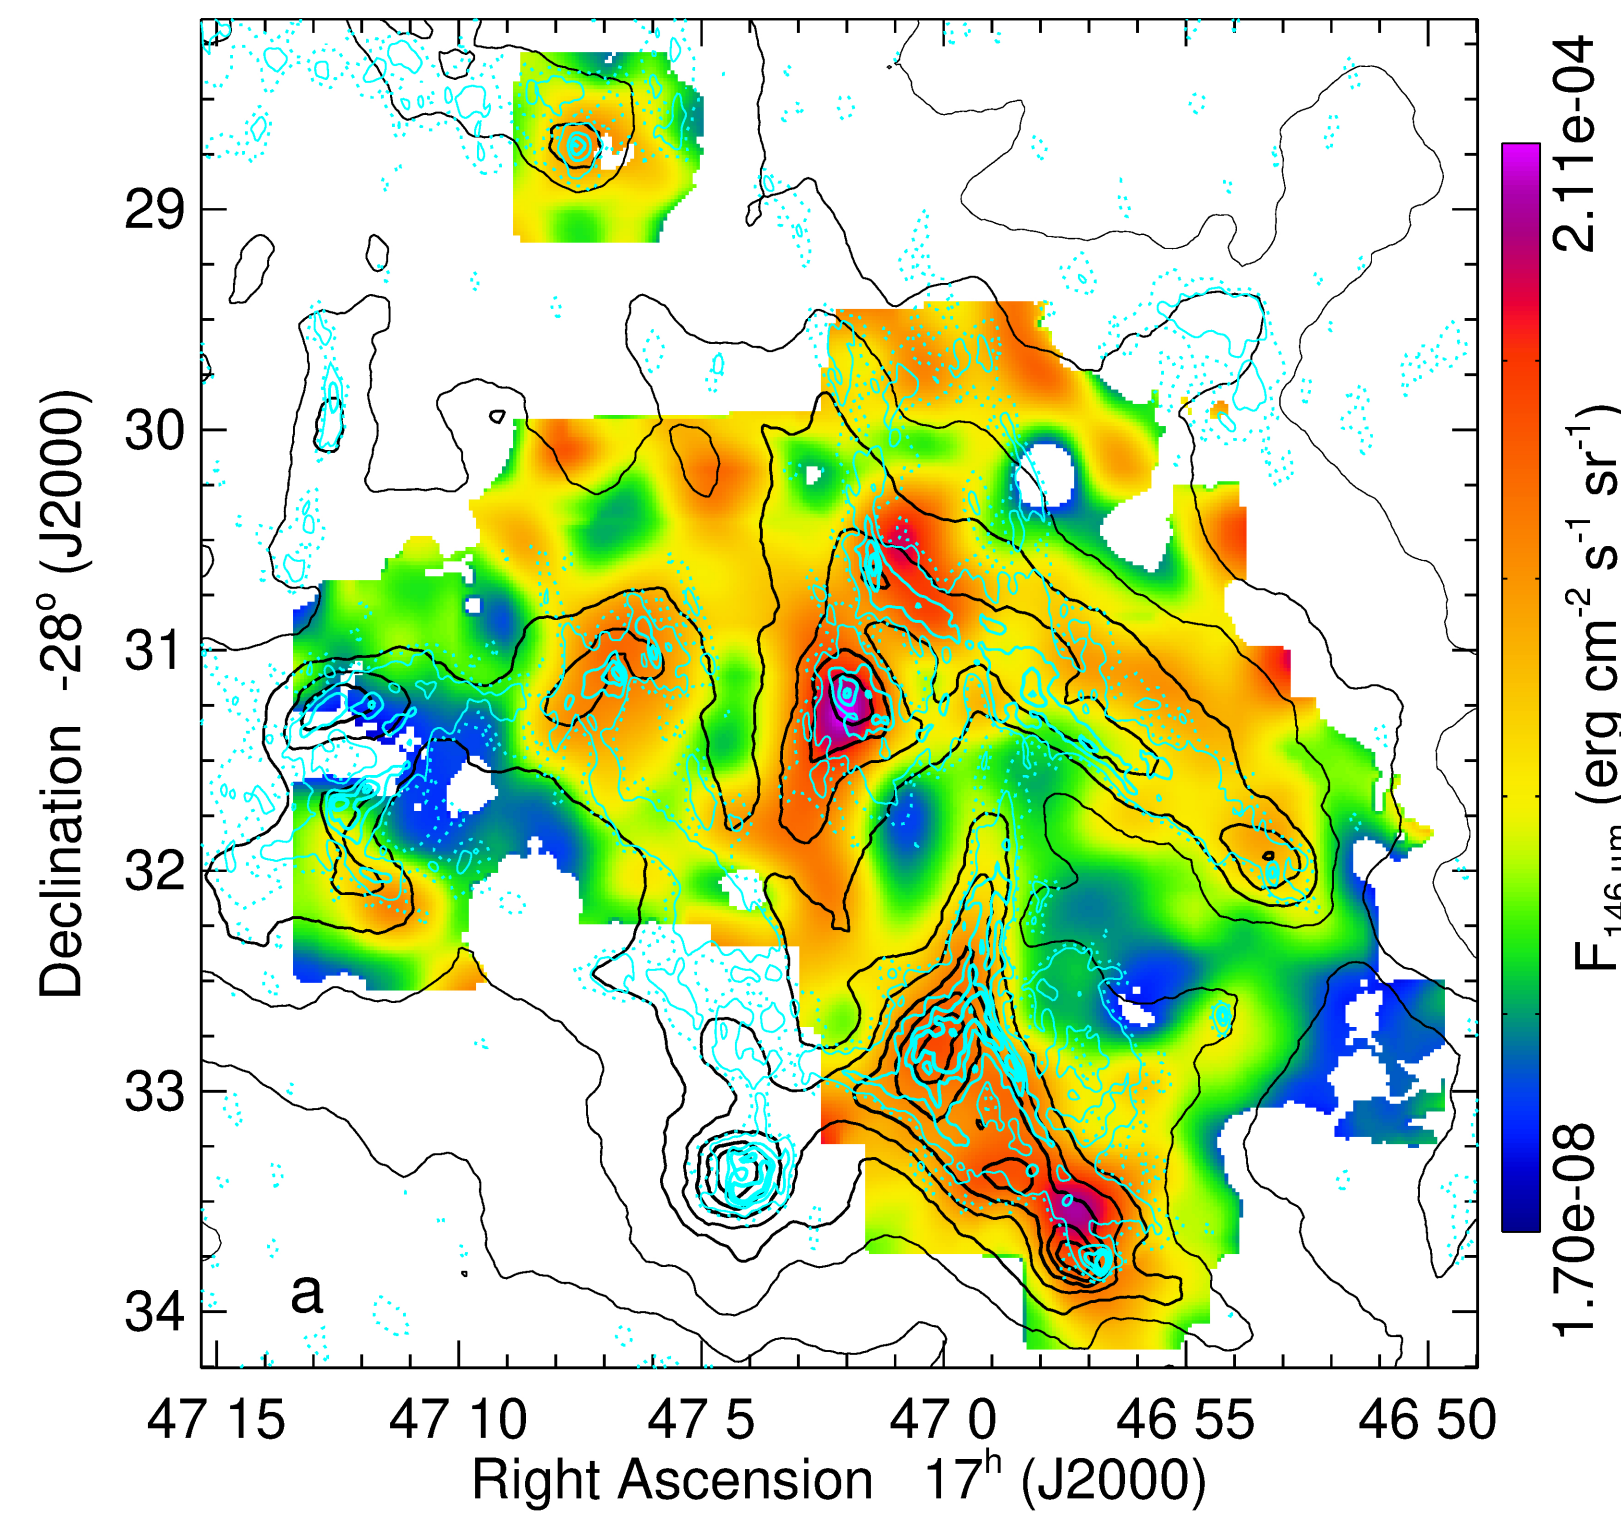 29
30
31
32
33
34
Declination -28º (J2000)
a
47 15 47 10 47 5 47 0 46 55 46 50
Right Ascension 17ʰ (J2000)
2.11e-04
1.70e-08
F₁₄₆ μm (erg cm⁻² s⁻¹ sr⁻¹)